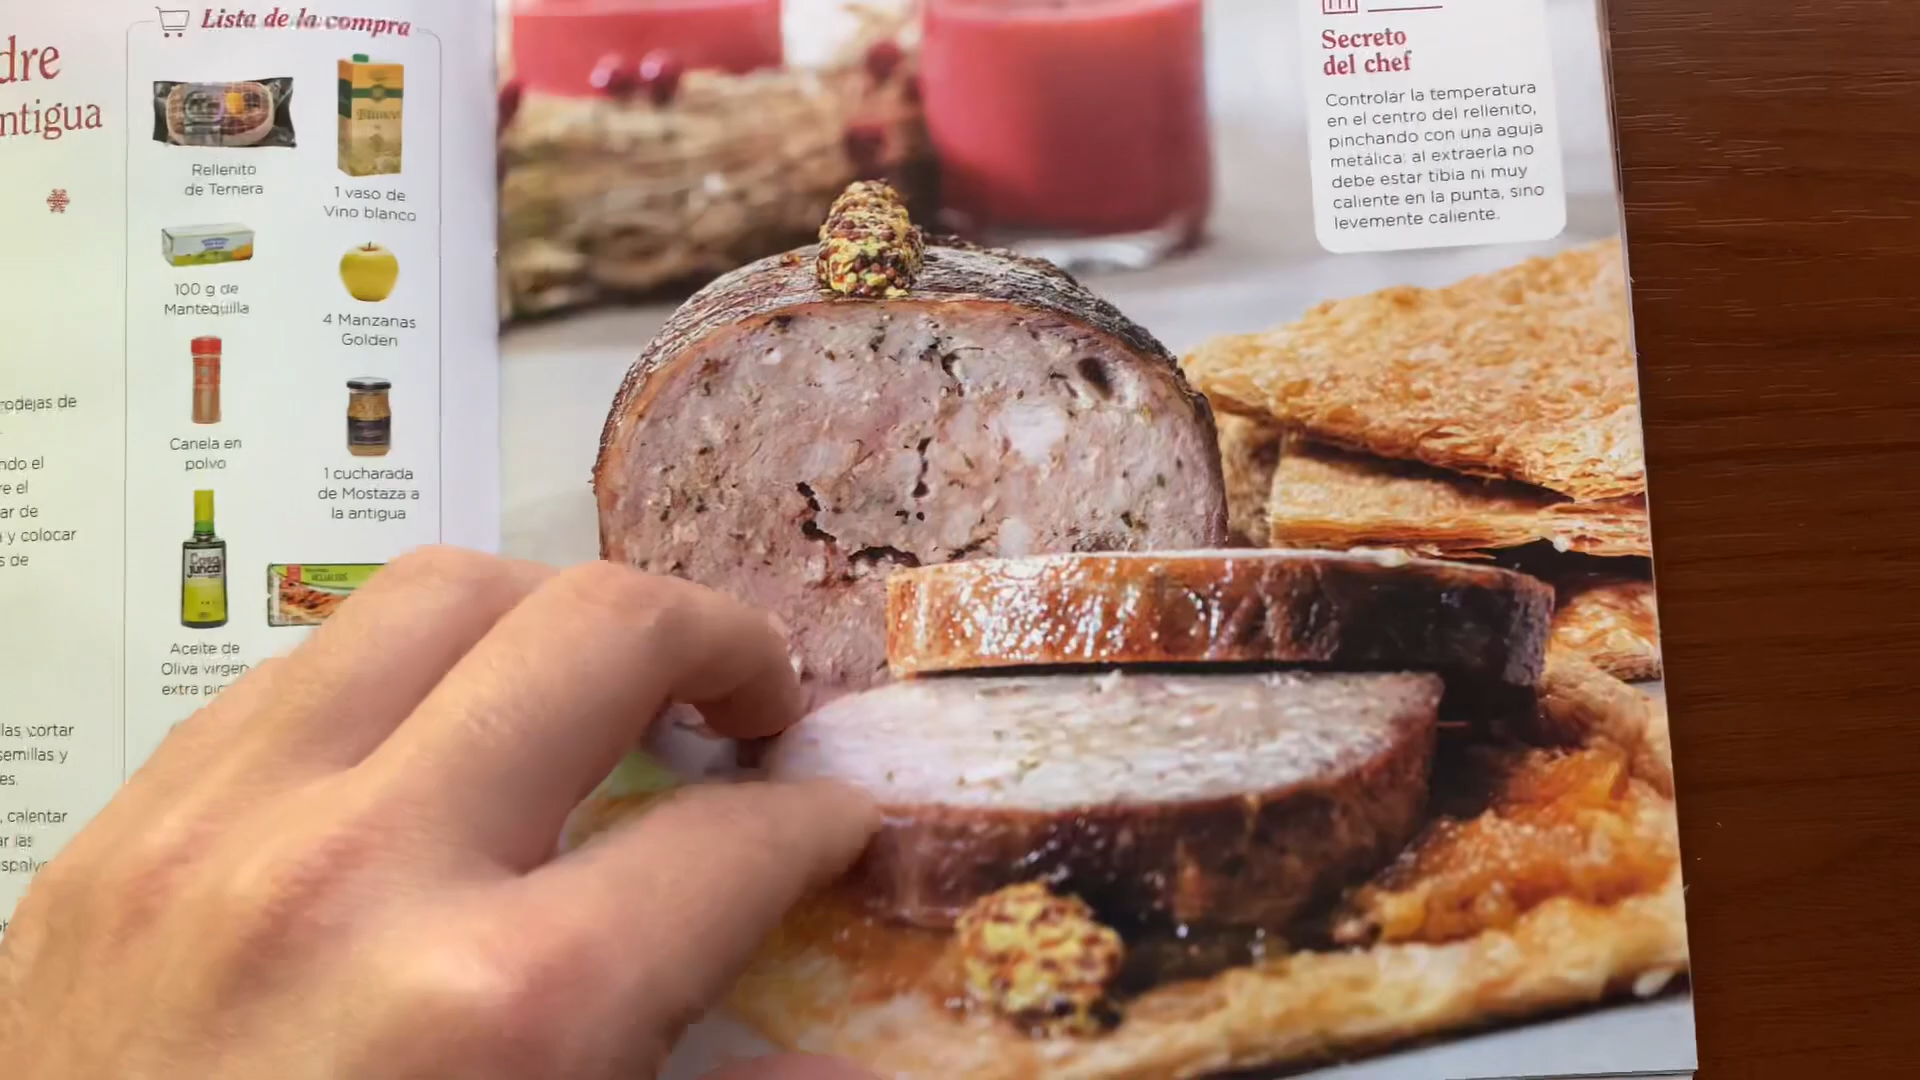 dre
ntigua
rodejas de
ndo el
re el
ar de
y colocar
s de
las cortar
semillas y
es.
, calentar
ar las
Lista de la compra
Rellenito
de Ternera
Blanco
1 vaso de
Vino blanco
100 g de
Mantequilla
4 Manzanas
Golden
Canela en
polvo
1 cucharada
de Mostaza a
la antigua
Casa
Juncal
Aceite de
Oliva virgen
extra
Secreto
del chef
Controlar la temperatura
en el centro del rellenito,
pinchando con una aguja
metálica: al extraerla no
debe estar tibia ni muy
caliente en la punta, sino
levemente caliente.